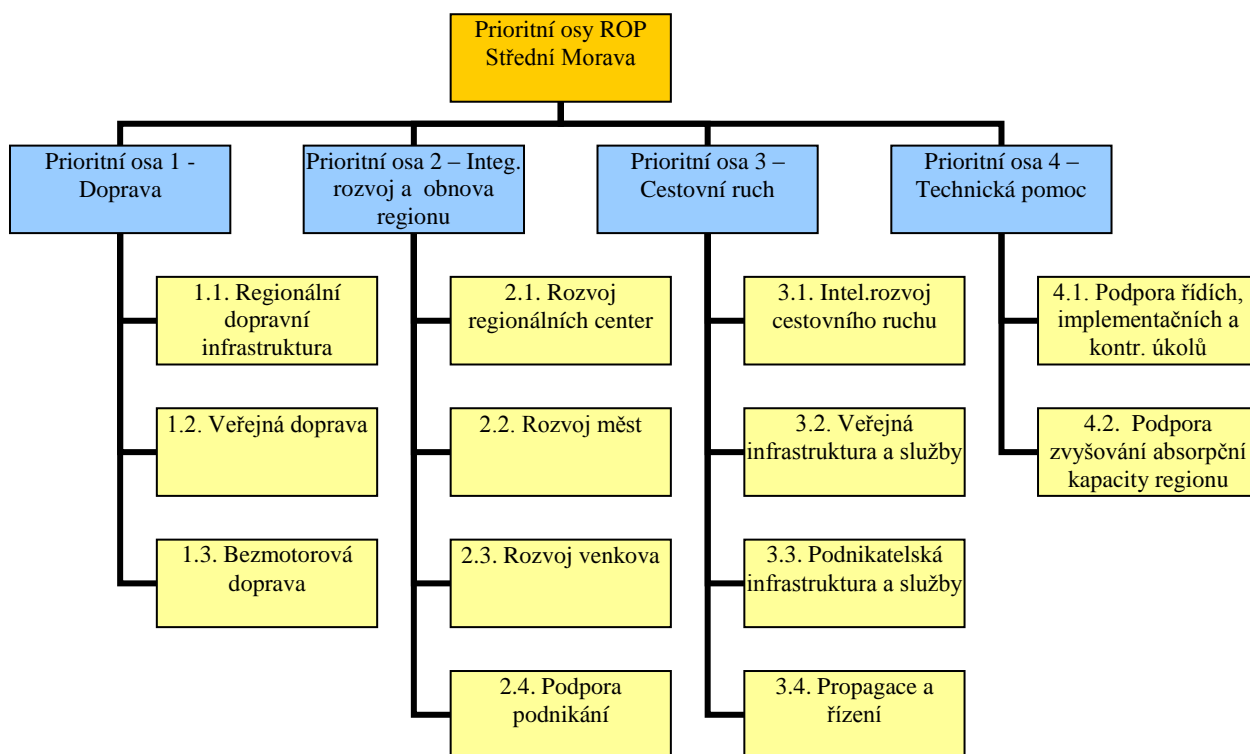 Prioritní osy ROP
Střední Morava
Prioritní osa 1 -
Doprava
Prioritní osa 2 – Integ.
rozvoj a obnova
regionu
Prioritní osa 3 –
Cestovní ruch
Prioritní osa 4 –
Technická pomoc
1.1. Regionální
dopravní
infrastruktura
2.1. Rozvoj
regionálních center
3.1. Intel.rozvoj
cestovního ruchu
4.1. Podpora řídích,
implementačních a
kontr. úkolů
1.2. Veřejná doprava
2.2. Rozvoj měst
3.2. Veřejná
infrastruktura a služby
4.2. Podpora
zvyšování absorpční
kapacity regionu
1.3. Bezmotorová
doprava
2.3. Rozvoj venkova
3.3. Podnikatelská
infrastruktura a služby
2.4. Podpora
podnikání
3.4. Propagace a
řízení